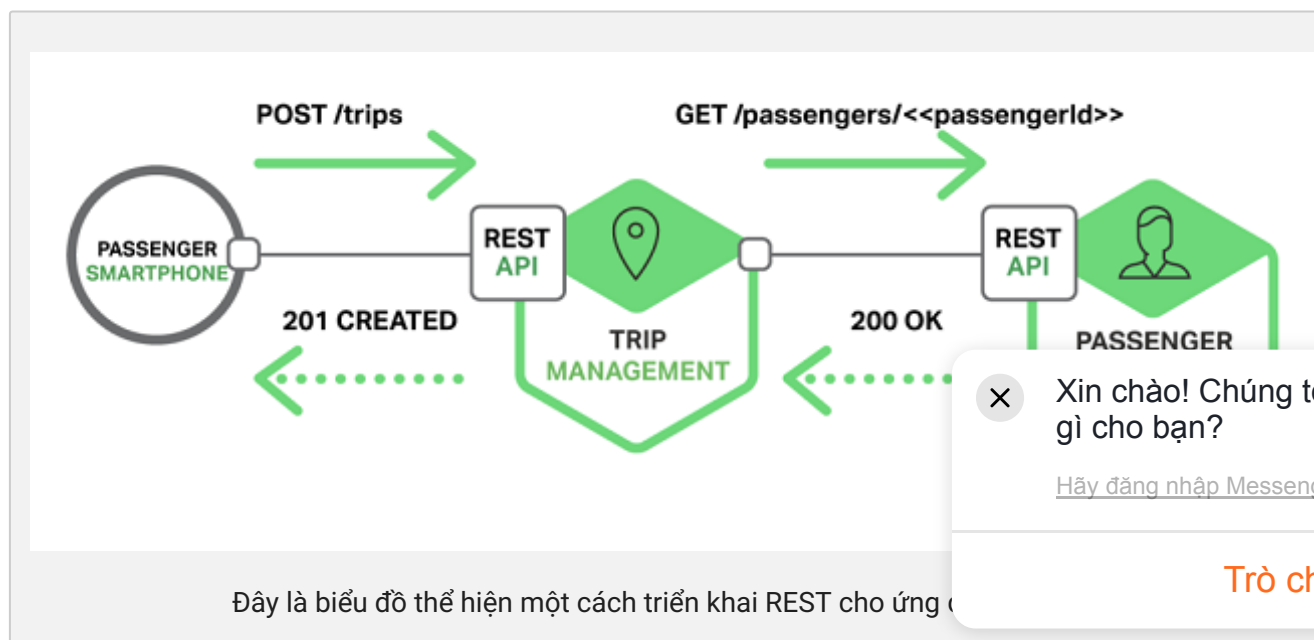 POST /trips
GET /passengers/<<passengerId>>
PASSENGER
SMARTPHONE
REST
API
REST
API
201 CREATED
TRIP
MANAGEMENT
200 OK
PASSENGER
Xin chào! Chúng
gì cho bạn?
Hãy đăng nhập
Trò
Đây là biểu đồ thể hiện một cách triển khai REST cho ứng